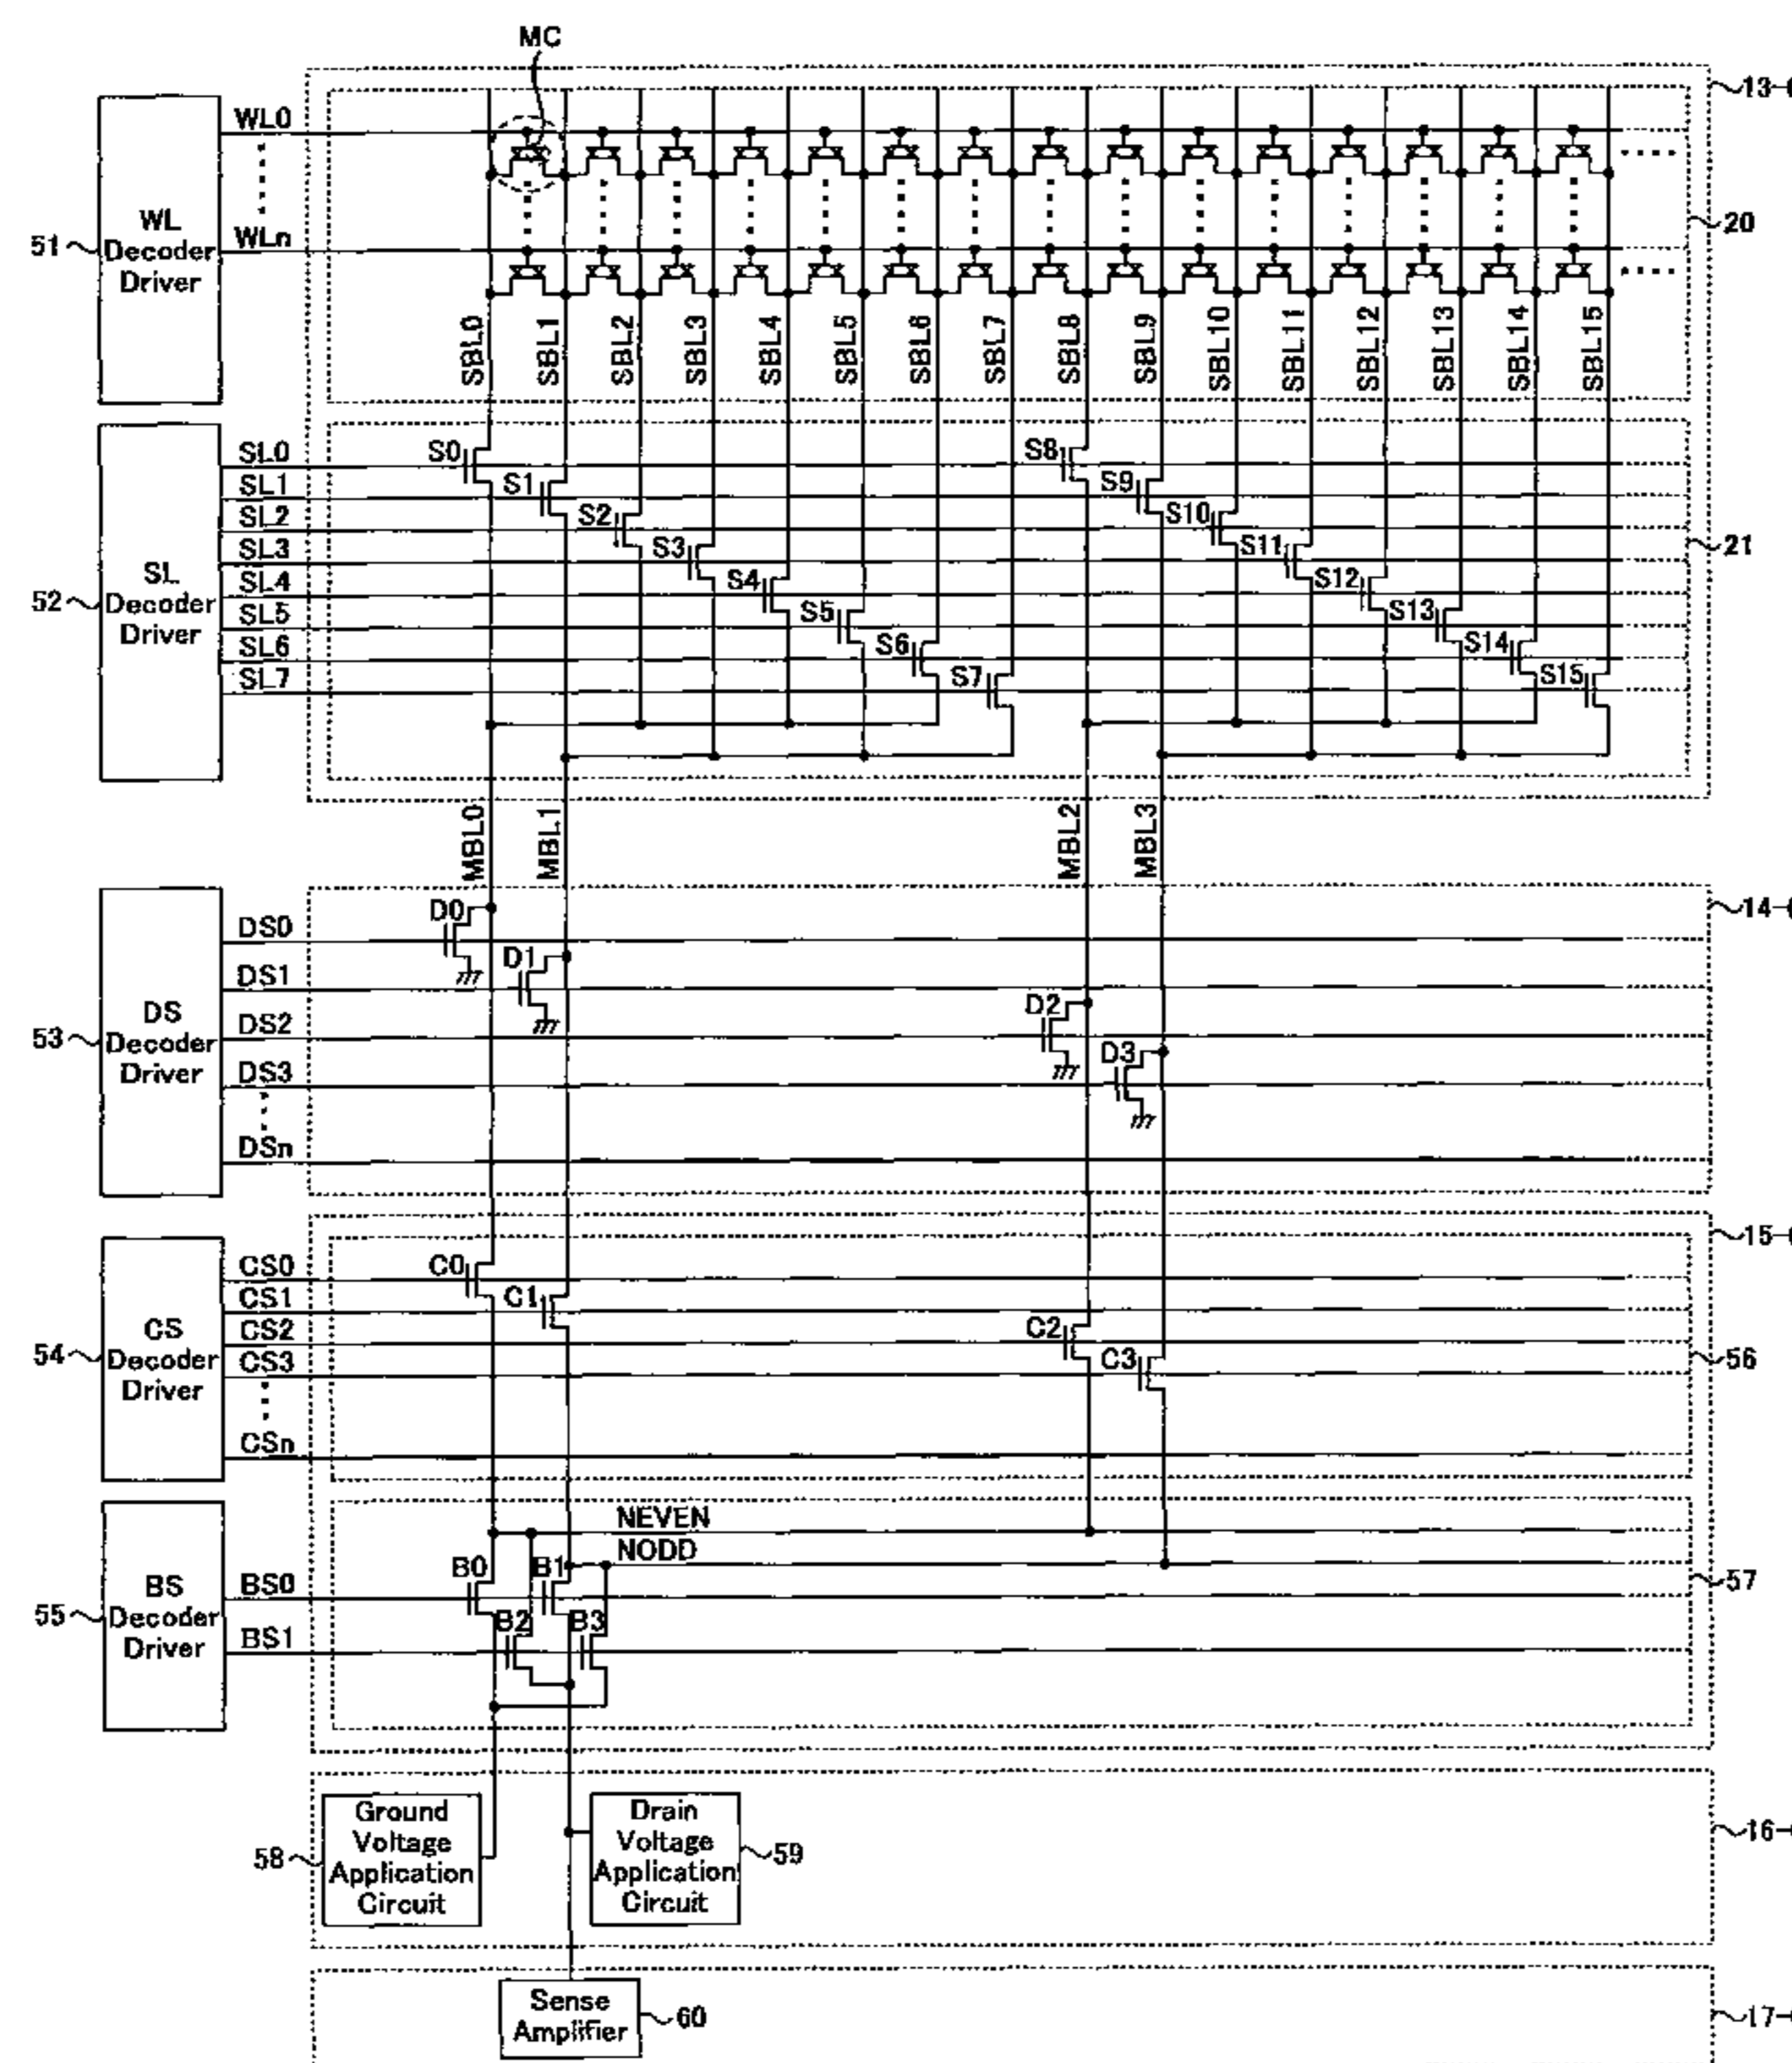 MC
13-
WL0
WLn
51
WL
Decoder
Driver
20
SBL0
SBL1
SBL2
SBL3
SBL4
SBL5
SBL6
SBL7
SBL8
SBL9
SBL10
SBL11
SBL12
SBL13
SBL14
SBL15
52
SL
Decoder
Driver
SL0
SL1
SL2
SL3
SL4
SL5
SL6
SL7
S0
S1
S2
S3
S4
S5
S6
S7
S8
S9
S10
S11
S12
S13
S14
S15
21
MBL0
MBL1
MBL2
MBL3
14-
53
DS
Decoder
Driver
DS0
DS1
DS2
DS3
DSn
D0
D1
D2
D3
15-
54
CS
Decoder
Driver
CS0
CS1
CS2
CS3
CSn
C0
C1
C2
C3
56
NEVEN
NODD
55
BS
Decoder
Driver
BS0
BS1
B0
B1
B2
B3
57
58
Ground
Voltage
Application
Circuit
Drain
Voltage
Application
Circuit
59
16-
Sense
Amplifier
60
17-